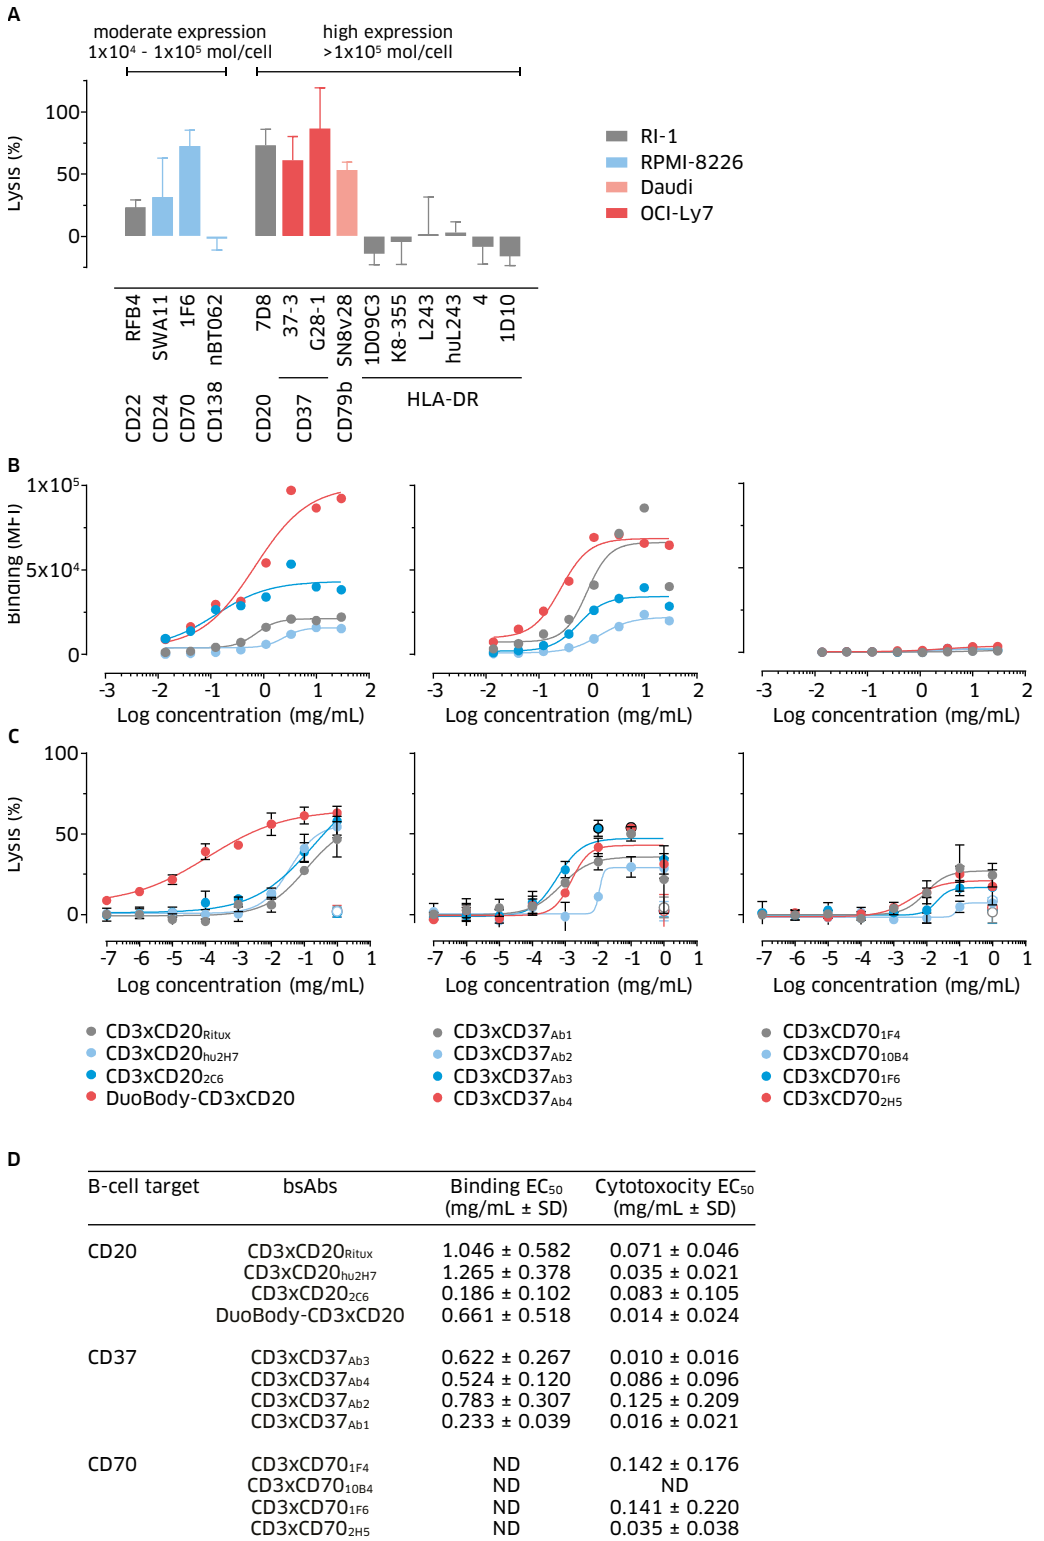 A
moderate expression
1x10⁴ - 1x10⁵ mol/cell
high expression
>1x10⁵ mol/cell
Lysis (%)
100
50
0
RI-1
RPMI-8226
Daudi
OCI-Ly7
RFB4
SWA11
1F6
nBT062
7D8
37-3
G28-1
SN8v28
1D09C3
K8-355
L243
huL243
4
1D10
CD22
CD24
CD70
CD138
CD20
CD37
CD79b
HLA-DR
B
Binding (MFI)
1x10⁵
5x10⁴
0
-3 -2 -1 0 1 2
Log concentration (mg/mL)
-3 -2 -1 0 1 2
Log concentration (mg/mL)
-3 -2 -1 0 1 2
Log concentration (mg/mL)
C
Lysis (%)
100
50
0
-7 -6 -5 -4 -3 -2 -1 0 1
Log concentration (mg/mL)
-7 -6 -5 -4 -3 -2 -1 0 1
Log concentration (mg/mL)
-7 -6 -5 -4 -3 -2 -1 0 1
Log concentration (mg/mL)
CD3xCD20Ritux
CD3xCD20hu2H7
CD3xCD202C6
DuoBody-CD3xCD20
CD3xCD37Ab1
CD3xCD37Ab2
CD3xCD37Ab3
CD3xCD37Ab4
CD3xCD701F4
CD3xCD7010B4
CD3xCD701F6
CD3xCD702H5
D
B-cell target bsAbs Binding EC50 Cytotoxocity EC50
(mg/mL ± SD) (mg/mL ± SD)
CD20 CD3xCD20Ritux 1.046 ± 0.582 0.071 ± 0.046
CD3xCD20hu2H7 1.265 ± 0.378 0.035 ± 0.021
CD3xCD202C6 0.186 ± 0.102 0.083 ± 0.105
DuoBody-CD3xCD20 0.661 ± 0.518 0.014 ± 0.024
CD37 CD3xCD37Ab3 0.622 ± 0.267 0.010 ± 0.016
CD3xCD37Ab4 0.524 ± 0.120 0.086 ± 0.096
CD3xCD37Ab2 0.783 ± 0.307 0.125 ± 0.209
CD3xCD37Ab1 0.233 ± 0.039 0.016 ± 0.021
CD70 CD3xCD701F4 ND 0.142 ± 0.176
CD3xCD7010B4 ND ND
CD3xCD701F6 ND 0.141 ± 0.220
CD3xCD702H5 ND 0.035 ± 0.038